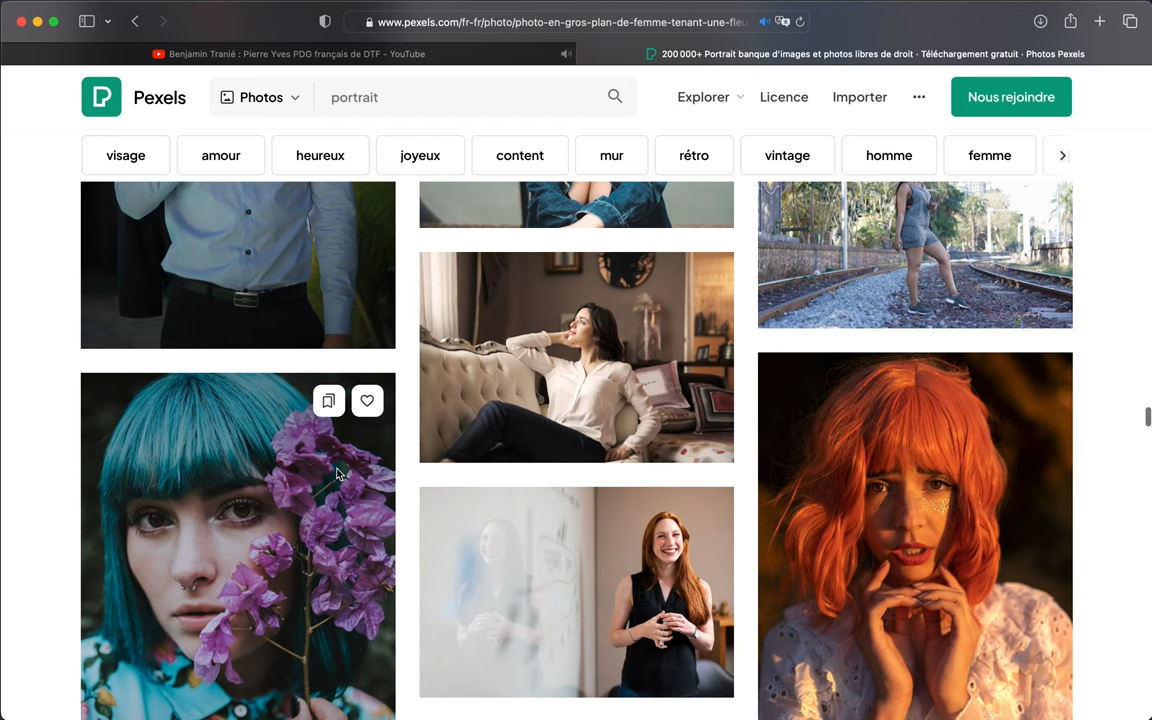 www.pexels.com/fr-fr/photo/photo-en-gros-plan-de-femme-tenant-une-fleu
Benjamin Tranié : Pierre Yves PDG français de DTF - YouTube
200 000+ Portrait banque d'images et photos libres de droit · Téléchargement gratuit · Photos Pexels
Pexels
Photos
portrait
Explorer
Licence
Importer
Nous rejoindre
visage
amour
heureux
joyeux
content
mur
rétro
vintage
homme
femme